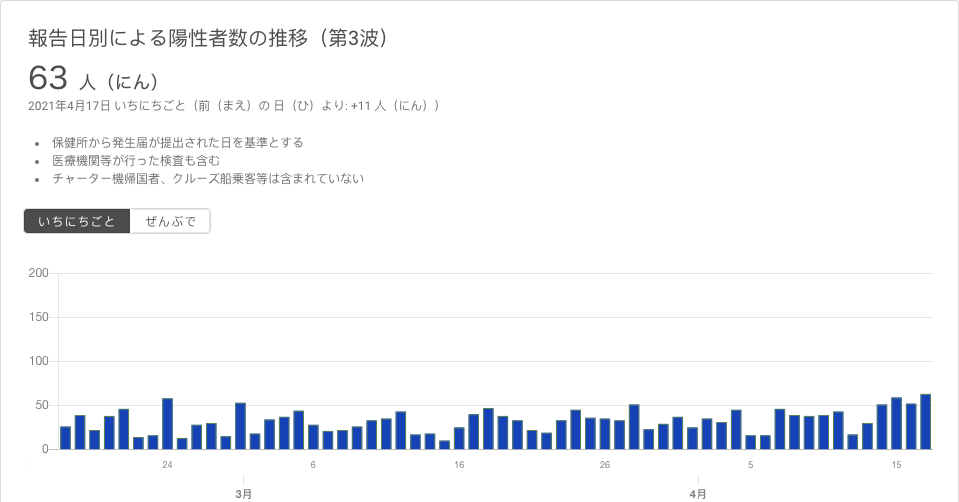 報告日別による陽性者数の推移（第3波）
63 人（にん）
2021年4月17日 いちにちごと（前（まえ）の 日（ひ）より: +11 人（にん））
• 保健所から発生届が提出された日を基準とする
• 医療機関等が行った検査も含む
• チャーター機帰国者、クルーズ船乗客等は含まれていない
いちにちごと ぜんぶで
200
150
100
50
0
24 6 16 26 5 15
3月 4月